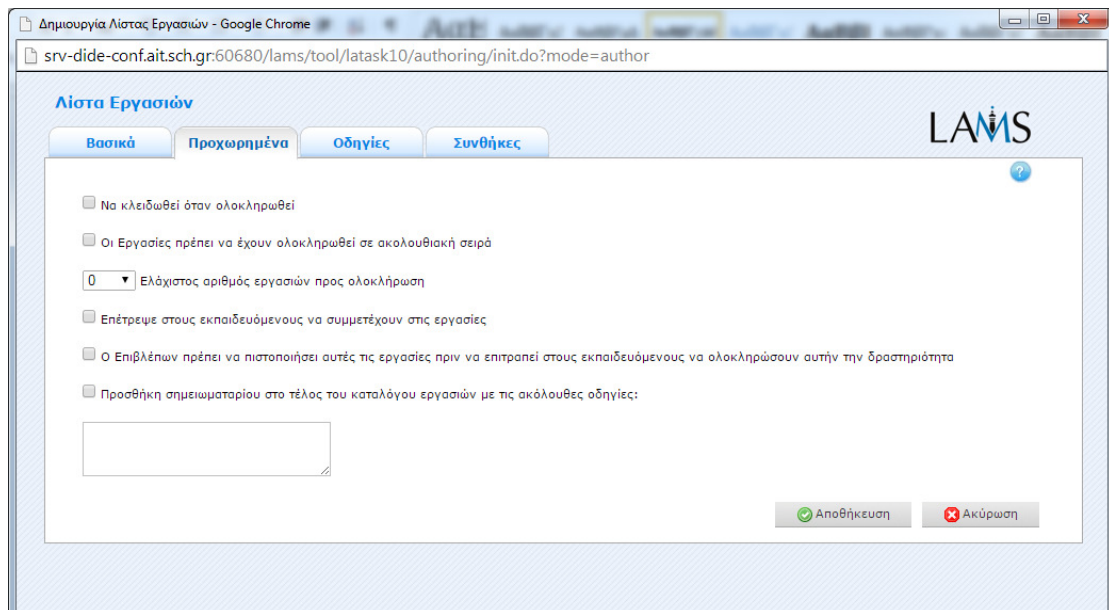 Δημιουργία Λίστας Εργασιών - Google Chrome
srv-dide-conf.ait.sch.gr:60680/lams/tool/latask10/authoring/init.do?mode=author
Λίστα Εργασιών
LAMS
Βασικά Προχωρημένα Οδηγίες Συνθήκες
?
Να κλειδωθεί όταν ολοκληρωθεί
Οι Εργασίες πρέπει να έχουν ολοκληρωθεί σε ακολουθιακή σειρά
0 Ελάχιστος αριθμός εργασιών προς ολοκλήρωση
Επέτρεψε στους εκπαιδευόμενους να συμμετέχουν στις εργασίες
Ο Επιβλέπων πρέπει να πιστοποιήσει αυτές τις εργασίες πριν να επιτραπεί στους εκπαιδευόμενους να ολοκληρώσουν αυτήν την δραστηριότητα
Προσθήκη σημειωματαρίου στο τέλος του καταλόγου εργασιών με τις ακόλουθες οδηγίες:
Αποθήκευση Ακύρωση